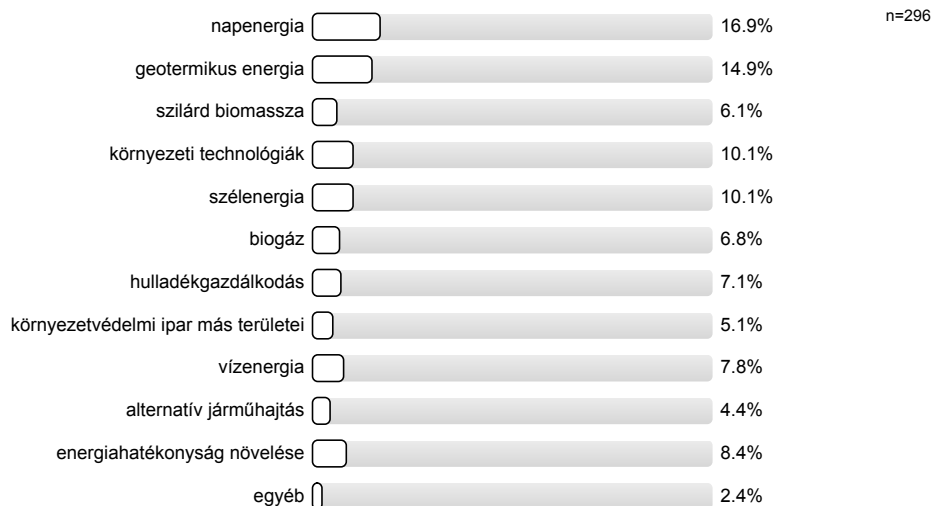 n=296
napenergia 16.9%
geotermikus energia 14.9%
szilárd biomassza 6.1%
környezeti technológiák 10.1%
szélenergia 10.1%
biogáz 6.8%
hulladékgazdálkodás 7.1%
környezetvédelmi ipar más területei 5.1%
vízenergia 7.8%
alternatív járműhajtás 4.4%
energiahatékonyság növelése 8.4%
egyéb 2.4%